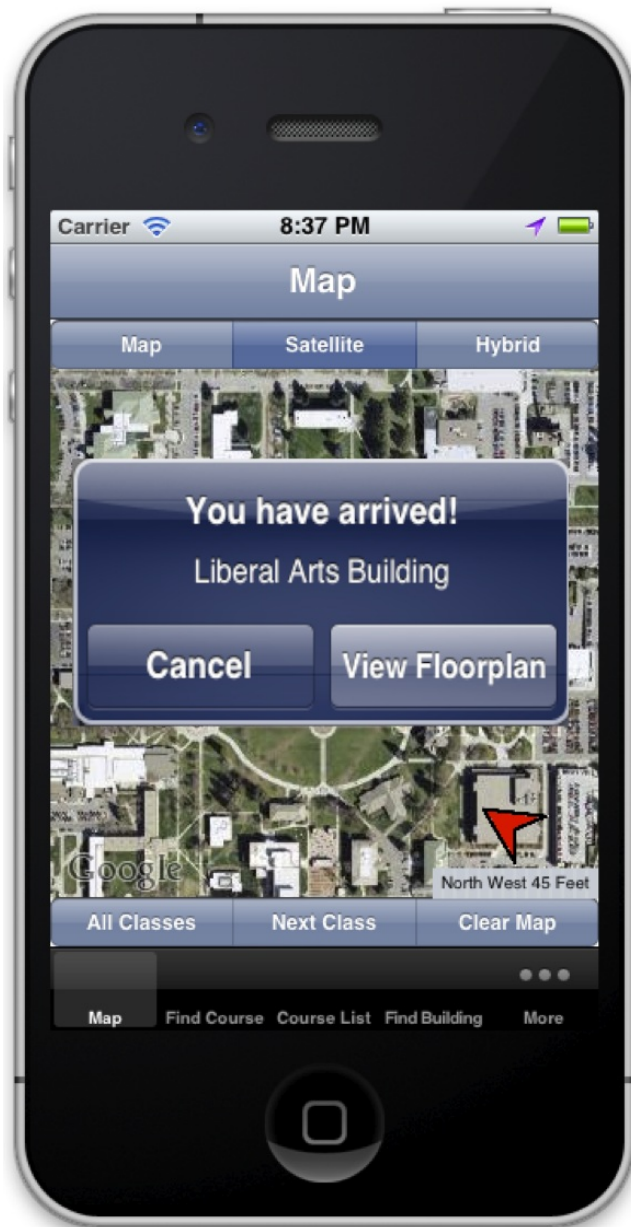 Carrier 8:37 PM
Map
Map Satellite Hybrid
You have arrived!
Liberal Arts Building
Cancel View Floorplan
Google
North West 45 Feet
All Classes Next Class Clear Map
Map Find Course Course List Find Building More